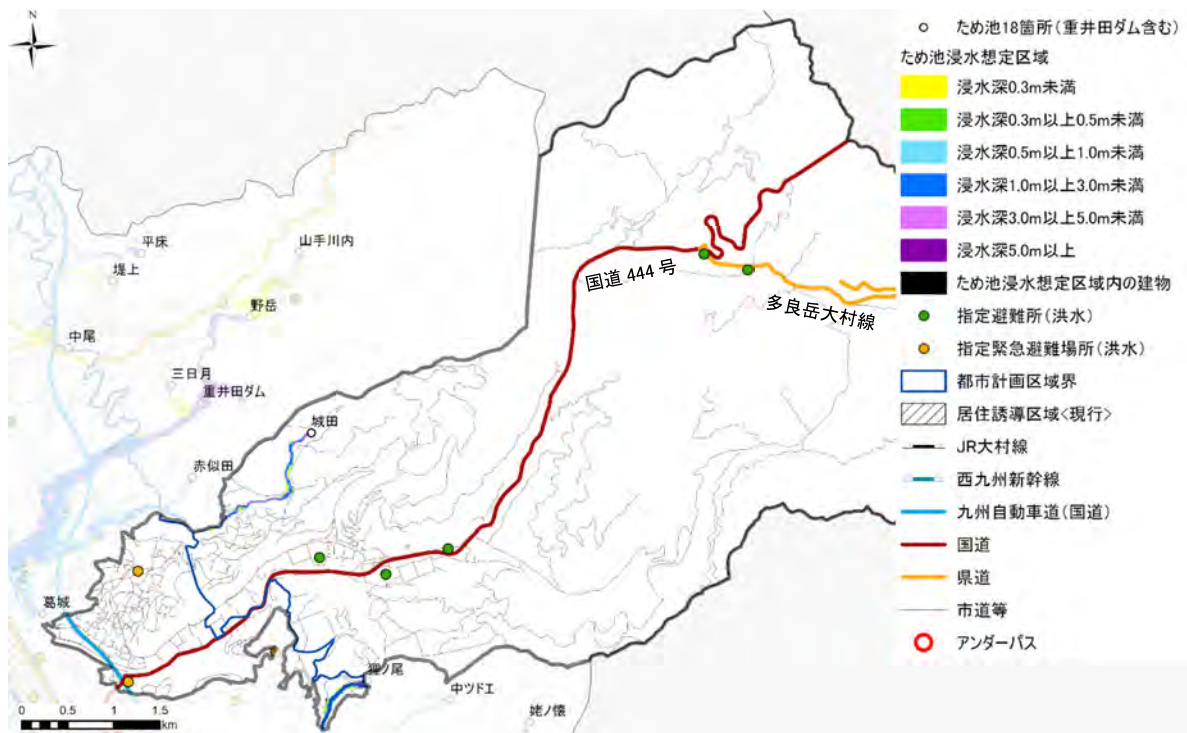 N
平床
山手川内
堤上
野岳
中尾
三日月
重井田ダム
城田
赤似田
葛城
狸ノ尾
中ツドエ
姥ノ懐
国道 444 号
多良岳大村線
0 0.5 1 1.5
km
ため池18箇所(重井田ダム含む)
ため池浸水想定区域
浸水深0.3m未満
浸水深0.3m以上0.5m未満
浸水深0.5m以上1.0m未満
浸水深1.0m以上3.0m未満
浸水深3.0m以上5.0m未満
浸水深5.0m以上
ため池浸水想定区域内の建物
指定避難所(洪水)
指定緊急避難場所(洪水)
都市計画区域界
居住誘導区域<現行>
JR大村線
西九州新幹線
九州自動車道(国道)
国道
県道
市道等
アンダーパス